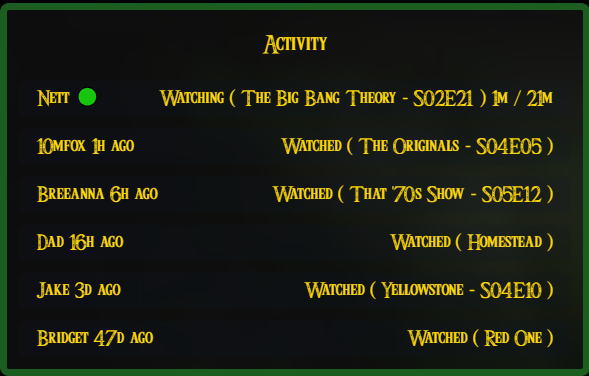 Activity
Nett Watching ( The Big Bang Theory - S02E21 ) 1m / 21m
10mfox 1h ago Watched ( The Originals - S04E05 )
Breeanna 6h ago Watched ( That '70s Show - S05E12 )
Dad 16h ago Watched ( Homestead )
Jake 3d ago Watched ( Yellowstone - S04E10 )
Bridget 47d ago Watched ( Red One )